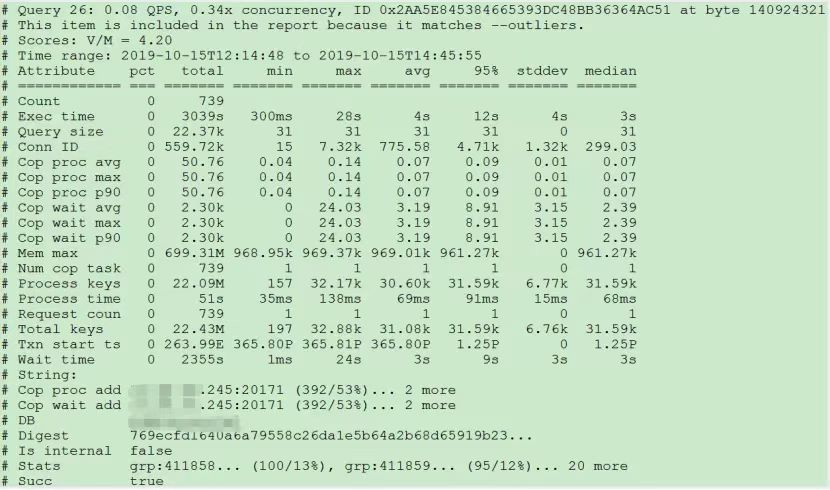 # Query 26: 0.08 QPS, 0.34x concurrency, ID 0x2AA5E845384665393DC48BB36364AC51 at byte 140924321
# This item is included in the report because it matches --outliers.
# Scores: V/M = 4.20
# Time range: 2019-10-15T12:14:48 to 2019-10-15T14:45:55
# Attribute    pct   total     min     max     avg     95%  stddev  median
# ============ === ======= ======= ======= ======= ======= ======= =======
# Count          0     739
# Exec time      0   3039s   300ms     28s      4s     12s      4s      3s
# Query size     0  22.37k      31      31      31      31       0      31
# Conn ID        0 559.72k      15   7.32k  775.58   4.71k   1.32k  299.03
# Cop proc avg   0   50.76    0.04    0.14    0.07    0.09    0.01    0.07
# Cop proc max   0   50.76    0.04    0.14    0.07    0.09    0.01    0.07
# Cop proc p90   0   50.76    0.04    0.14    0.07    0.09    0.01    0.07
# Cop wait avg   0   2.30k       0   24.03    3.19    8.91    3.15    2.39
# Cop wait max   0   2.30k       0   24.03    3.19    8.91    3.15    2.39
# Cop wait p90   0   2.30k       0   24.03    3.19    8.91    3.15    2.39
# Mem max        0 699.31M 968.95k 969.37k 969.01k 961.27k       0 961.27k
# Num cop task   0     739       1       1       1       1       0       1
# Process keys   0  22.09M     157  32.17k  30.60k  31.59k   6.77k  31.59k
# Process time   0     51s    35ms   138ms    69ms    91ms    15ms    68ms
# Request coun   0     739       1       1       1       1       0       1
# Total keys     0  22.43M     197  32.88k  31.08k  31.59k   6.76k  31.59k
# Txn start ts   0 263.99E 365.80P 365.81P 365.80P   1.25P       0   1.25P
# Wait time      0   2355s     1ms     24s      3s      9s      3s      3s
# String:
# Cop proc add .245:20171 (392/53%)... 2 more
# Cop wait add .245:20171 (392/53%)... 2 more
# DB
# Digest       769ecfd1640a6a79558c26da1e5b64a2b68d65919b23...
# Is internal  false
# Stats        grp:411858... (100/13%), grp:411859... (95/12%)... 20 more
# Succ         true